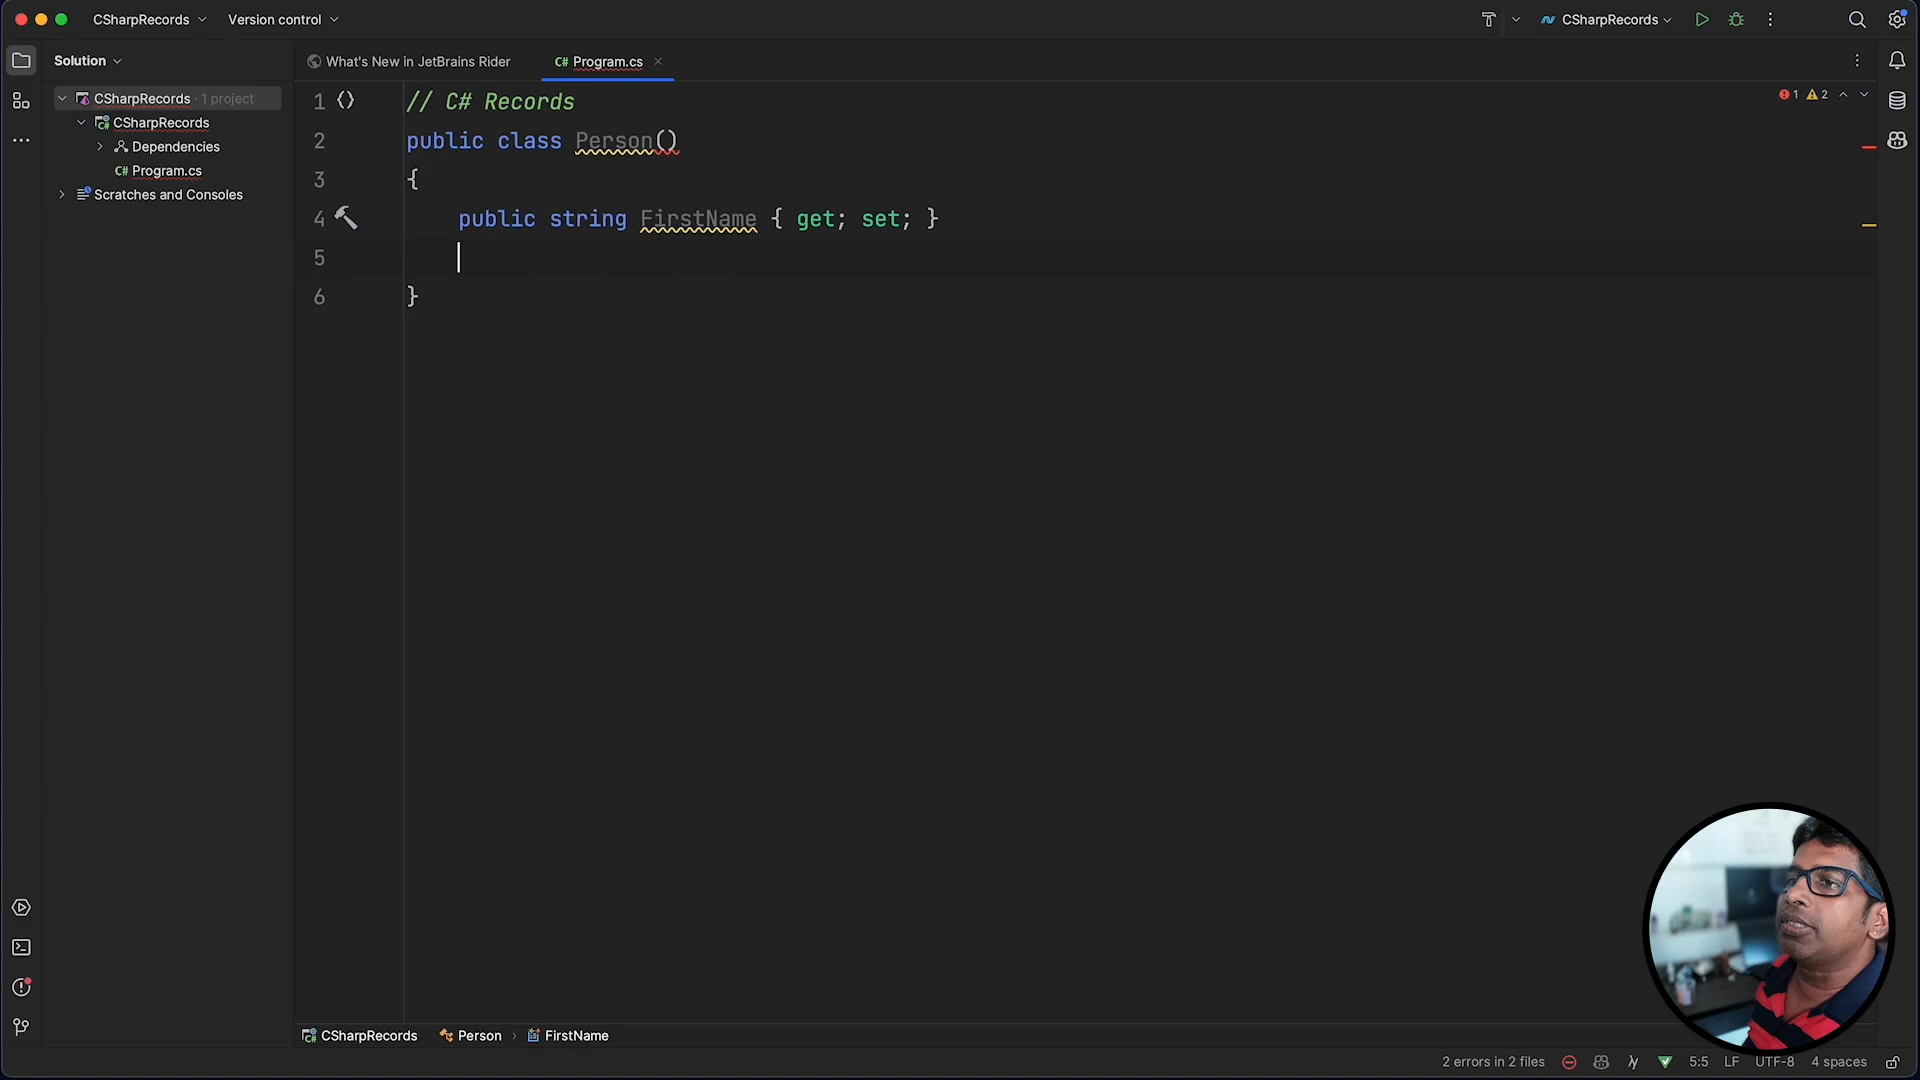 CSharpRecords
Version control
CSharpRecords
Solution
What's New in JetBrains Rider
C# Program.cs
CSharpRecords · 1 project
CSharpRecords
Dependencies
C# Program.cs
Scratches and Consoles
1 // C# Records
2 public class Person()
3 {
4 public string FirstName { get; set; }
5
6 }
1 2
CSharpRecords Person FirstName
2 errors in 2 files 5:5 LF UTF-8 4 spaces